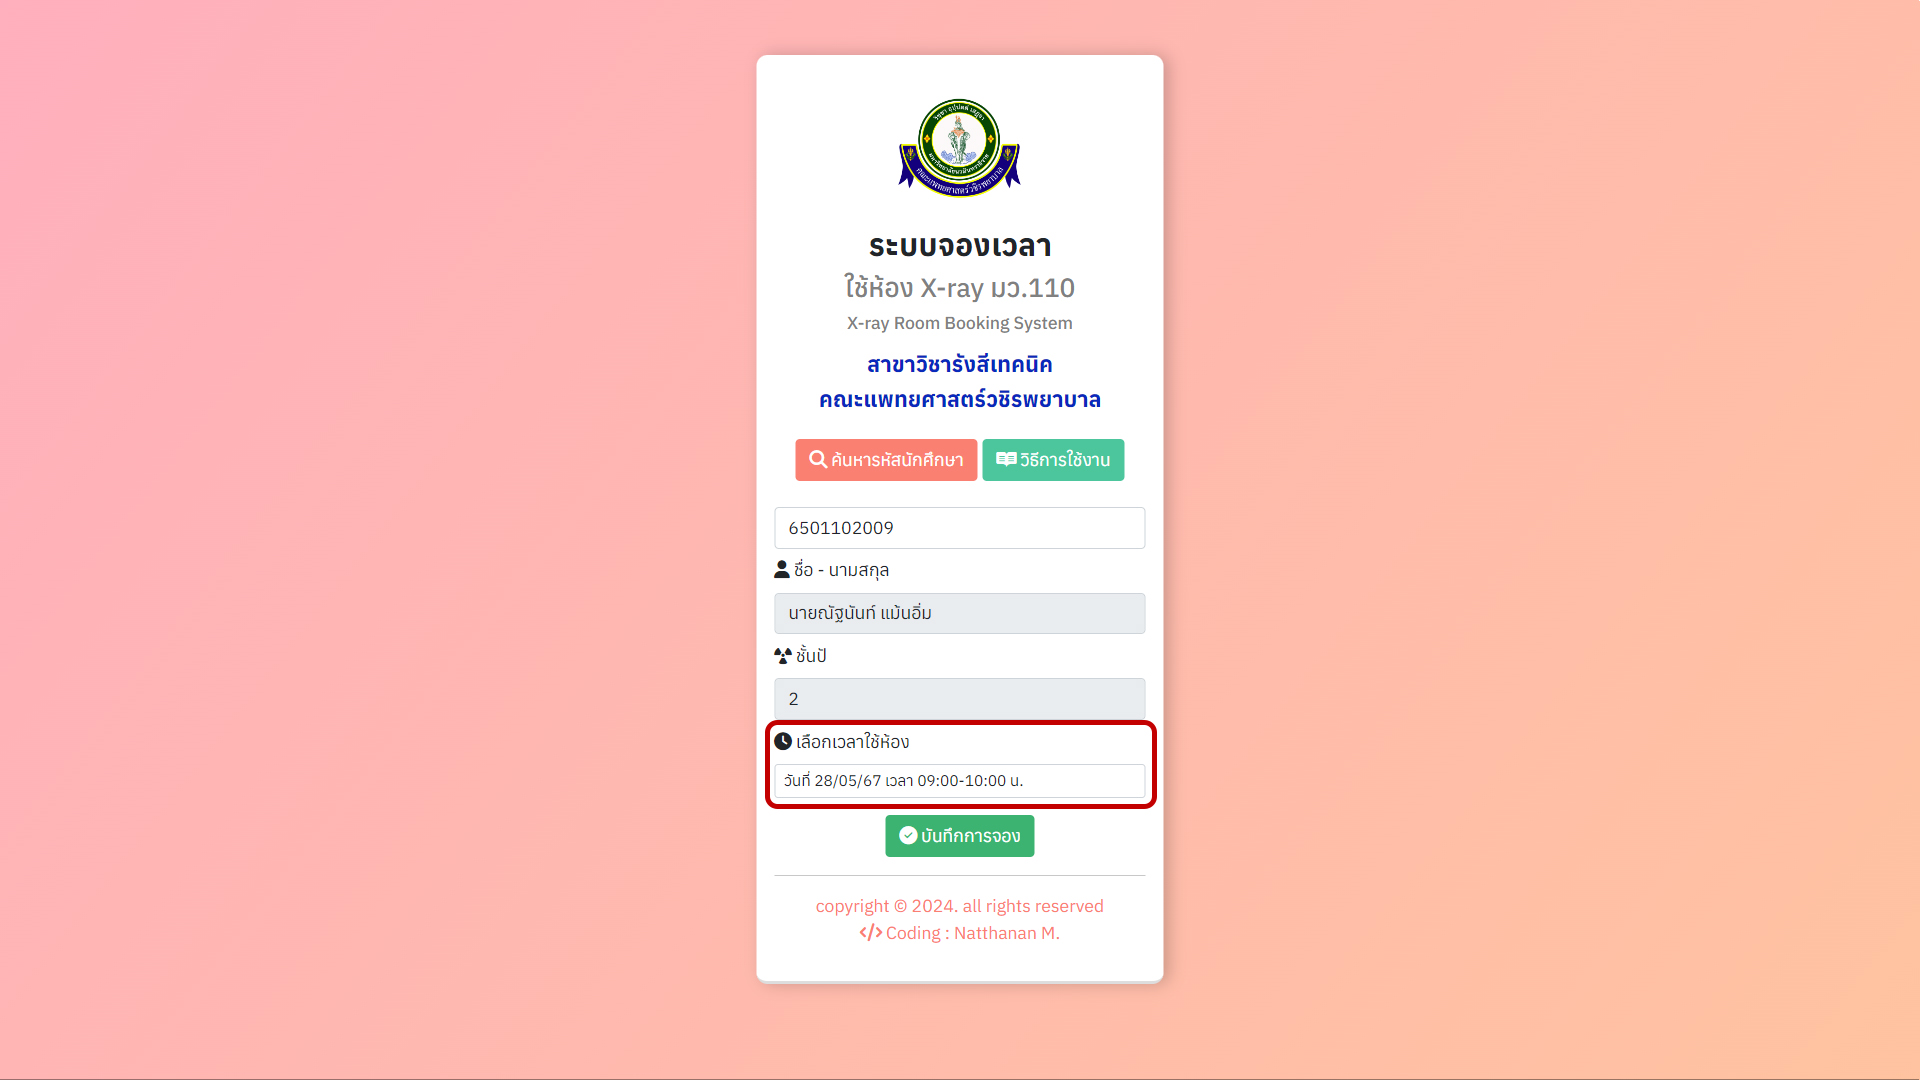 ระบบจองเวลา
ใช้ห้อง X-ray มว.110
X-ray Room Booking System
สาขาวิชารังสีเทคนิค
คณะแพทยศาสตร์วชิรพยาบาล
ค้นหารหัสนักศึกษา วิธีการใช้งาน
6501102009
ชื่อ - นามสกุล
นายณัฐนันท์ แม้นอิ่ม
ชั้นปี
2
เลือกเวลาใช้ห้อง
วันที่ 28/05/67 เวลา 09:00-10:00 น.
บันทึกการจอง
copyright © 2024. all rights reserved
</> Coding : Natthanan M.